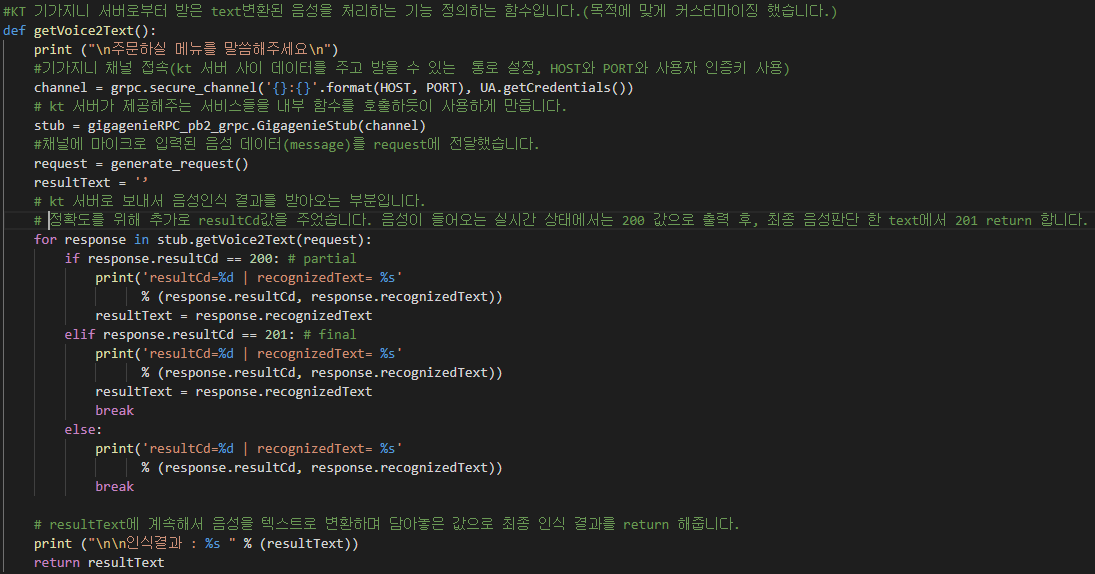 #KT 기가지니 서버로부터 받은 text변환된 음성을 처리하는 기능 정의하는 함수입니다.(목적에 맞게 커스터마이징 했습니다.)
def getVoice2Text():
    print ("\n주문하실 메뉴를 말씀해주세요\n")
    #기가지니 채널 접속(kt 서버 사이 데이터를 주고 받을 수 있는  통로 설정, HOST와 PORT와 사용자 인증키 사용)
    channel = grpc.secure_channel('{}:{}'.format(HOST, PORT), UA.getCredentials())
    # kt 서버가 제공해주는 서비스들을 내부 함수를 호출하듯이 사용하게 만듭니다.
    stub = gigagenieRPC_pb2_grpc.GigagenieStub(channel)
    #채널에 마이크로 입력된 음성 데이터(message)를 request에 전달했습니다.
    request = generate_request()
    resultText = ''
    # kt 서버로 보내서 음성인식 결과를 받아오는 부분입니다.
    # 정확도를 위해 추가로 resultCd값을 주었습니다. 음성이 들어오는 실시간 상태에서는 200 값으로 출력 후, 최종 음성판단 한 text에서 201 return 합니다.
    for response in stub.getVoice2Text(request):
        if response.resultCd == 200: # partial
            print('resultCd=%d | recognizedText= %s'
                  % (response.resultCd, response.recognizedText))
            resultText = response.recognizedText
        elif response.resultCd == 201: # final
            print('resultCd=%d | recognizedText= %s'
                  % (response.resultCd, response.recognizedText))
            resultText = response.recognizedText
            break
        else:
            print('resultCd=%d | recognizedText= %s'
                  % (response.resultCd, response.recognizedText))
            break
    # resultText에 계속해서 음성을 텍스트로 변환하며 담아놓은 값으로 최종 인식 결과를 return 해줍니다.
    print ("\n\n인식결과 : %s " % (resultText))
    return resultText